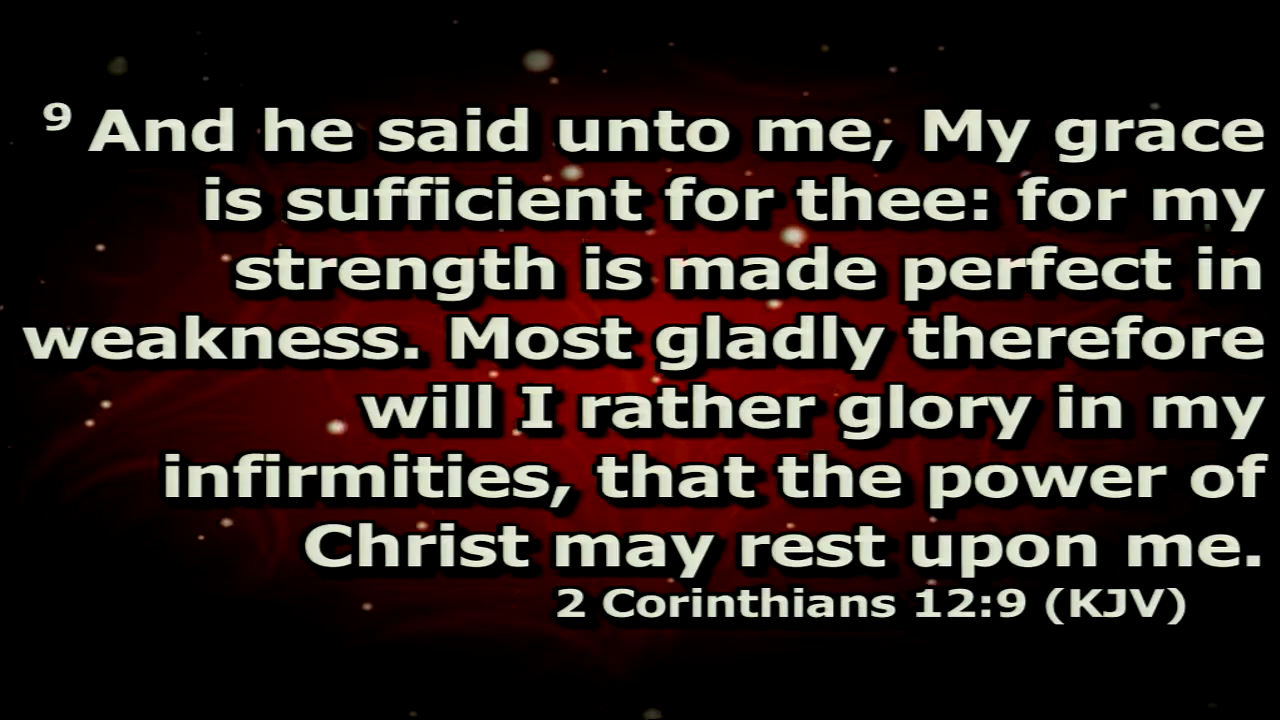 9 And he said unto me, My grace
is sufficient for thee: for my
strength is made perfect in
weakness. Most gladly therefore
will I rather glory in my
infirmities, that the power of
Christ may rest upon me.
2 Corinthians 12:9 (KJV)